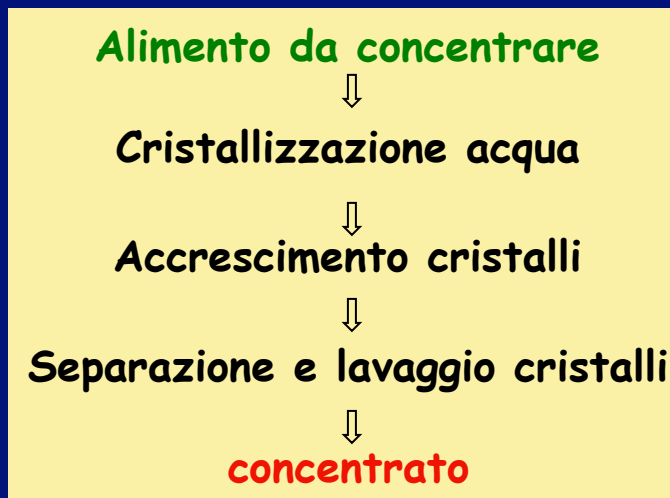 Alimento da concentrare
⇩
Cristallizzazione acqua
⇩
Accrescimento cristalli
⇩
Separazione e lavaggio cristalli
⇩
concentrato